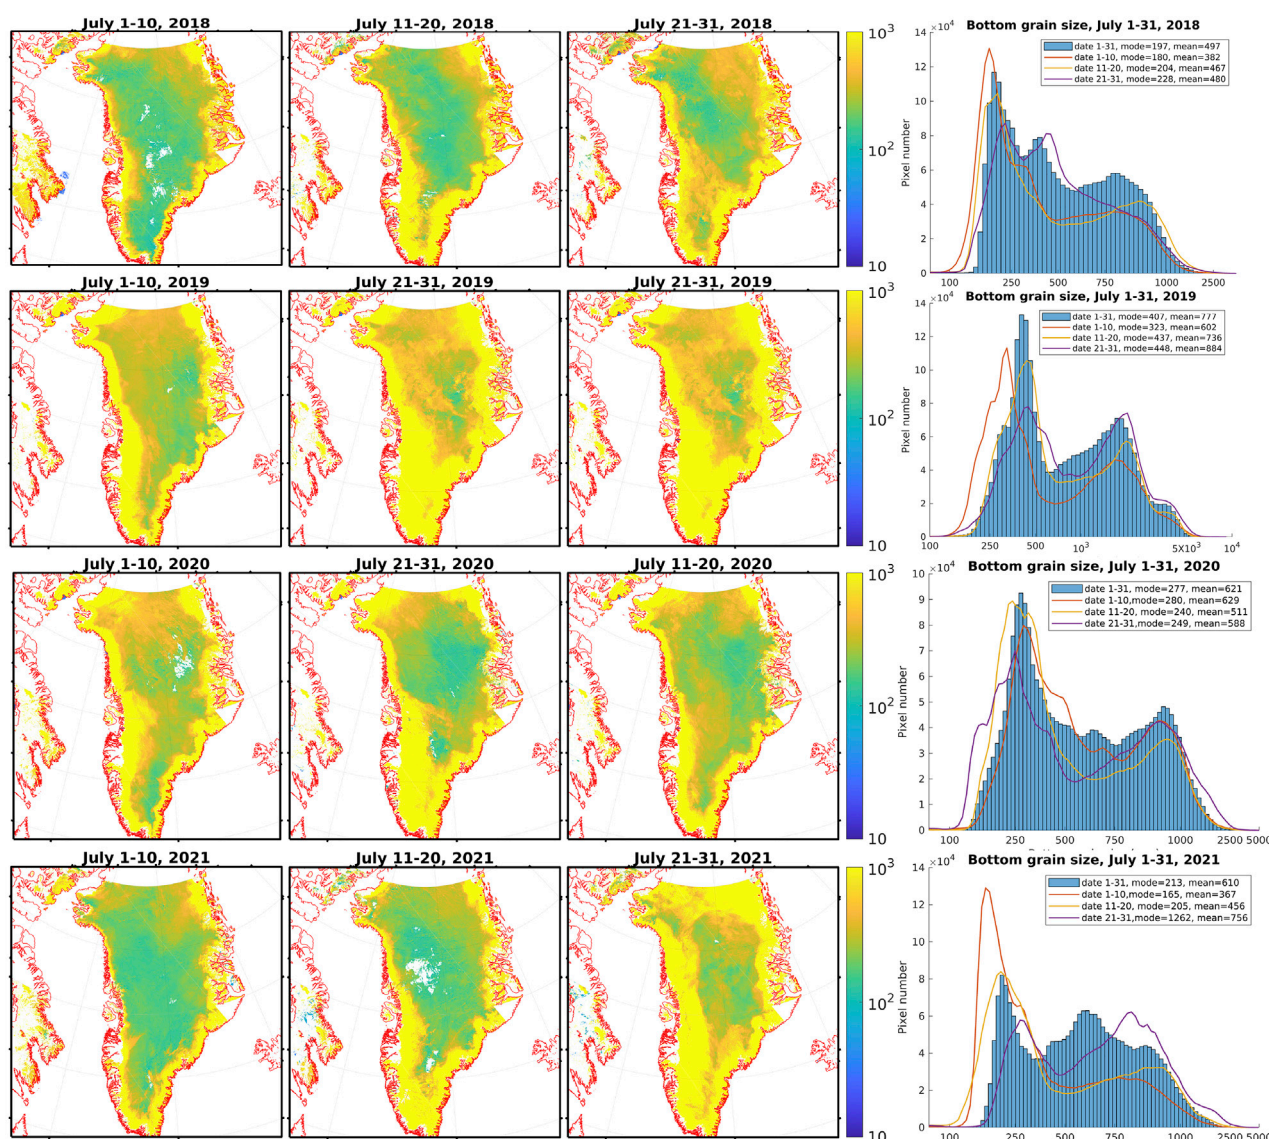 July 1-10, 2018
July 11-20, 2018
July 21-31, 2018
10³
10²
10
Bottom grain size, July 1-31, 2018
×10⁴
14
12
10
8
6
4
2
0
Pixel number
date 1-31, mode=197, mean=497
date 1-10, mode=180, mean=382
date 11-20, mode=204, mean=467
date 21-31, mode=228, mean=480
100 250 500 750 1000 2500
July 1-10, 2019
July 21-31, 2019
July 21-31, 2019
10³
10²
10
Bottom grain size, July 1-31, 2019
×10⁴
14
12
10
8
6
4
2
0
Pixel number
date 1-31, mode=407, mean=777
date 1-10, mode=323, mean=602
date 11-20, mode=437, mean=736
date 21-31, mode=448, mean=884
100 250 500 10³ 5X10³ 10⁴
July 1-10, 2020
July 21-31, 2020
July 11-20, 2020
10³
10²
10
Bottom grain size, July 1-31, 2020
×10⁴
10
9
8
7
6
5
4
3
2
1
0
Pixel number
date 1-31, mode=277, mean=621
date 1-10,mode=280, mean=629
date 11-20, mode=240, mean=511
date 21-31,mode=249, mean=588
100 250 500 750 1000 2500 5000
July 1-10, 2021
July 11-20, 2021
July 21-31, 2021
10³
10²
10
Bottom grain size, July 1-31, 2021
×10⁴
14
12
10
8
6
4
2
0
Pixel number
date 1-31, mode=213, mean=610
date 1-10,mode=165, mean=367
date 11-20, mode=205, mean=456
date 21-31,mode=1262, mean=756
100 250 500 750 1000 2500 5000